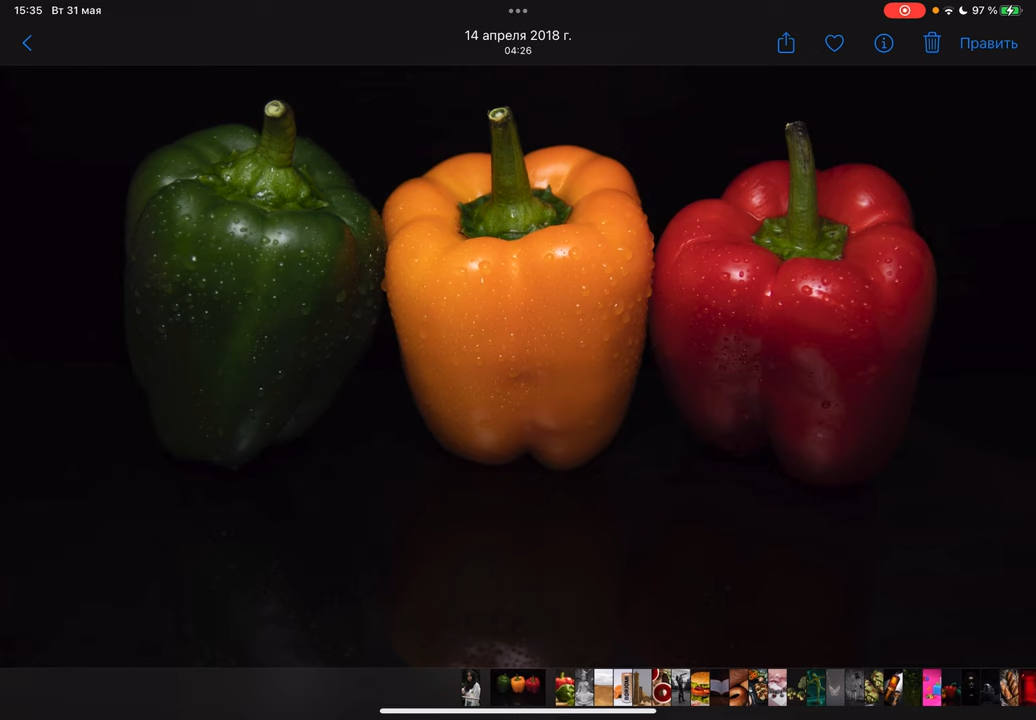 15:35 Вт 31 мая
97 %
14 апреля 2018 г.
04:26
Править